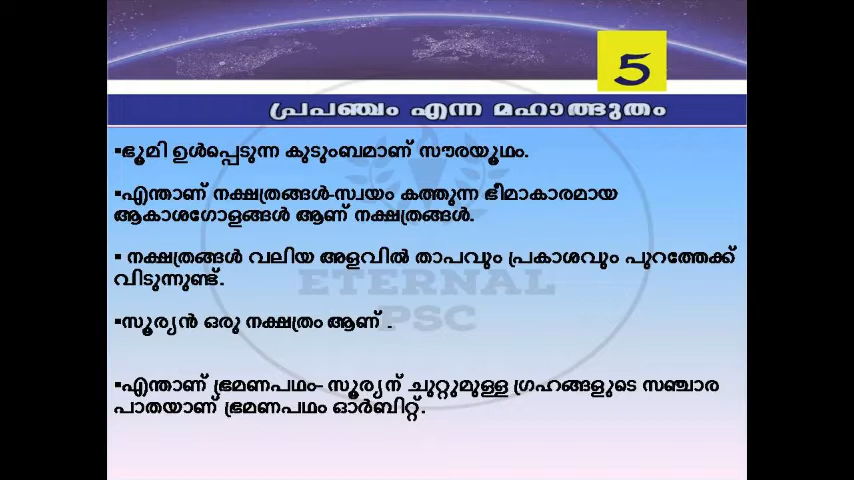 5
പ്രപഞ്ചം എന്ന മഹാത്ഭുതം
▪ഭൂമി ഉൾപ്പെടുന്ന കുടുംബമാണ് സൗരയൂഥം.
▪എന്താണ് നക്ഷത്രങ്ങൾ-സ്വയം കത്തുന്ന ഭീമാകാരമായ
ആകാശഗോളങ്ങൾ ആണ് നക്ഷത്രങ്ങൾ.
▪ നക്ഷത്രങ്ങൾ വലിയ അളവിൽ താപവും പ്രകാശവും പുറത്തേക്ക്
വിടുന്നുണ്ട്.
ETERNAL
PSC
▪സൂര്യൻ ഒരു നക്ഷത്രം ആണ് .
▪എന്താണ് ഭ്രമണപഥം- സൂര്യന് ചുറ്റുമുള്ള ഗ്രഹങ്ങളുടെ സഞ്ചാര
പാതയാണ് ഭ്രമണപഥം ഓർബിറ്റ്.